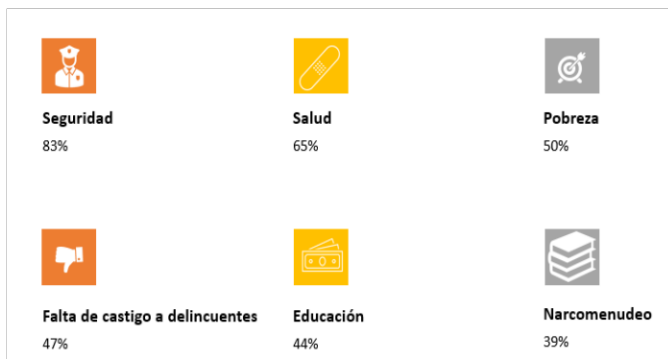 Seguridad
83%
Salud
65%
Pobreza
50%
Falta de castigo a delincuentes
47%
Educación
44%
Narcomenudeo
39%